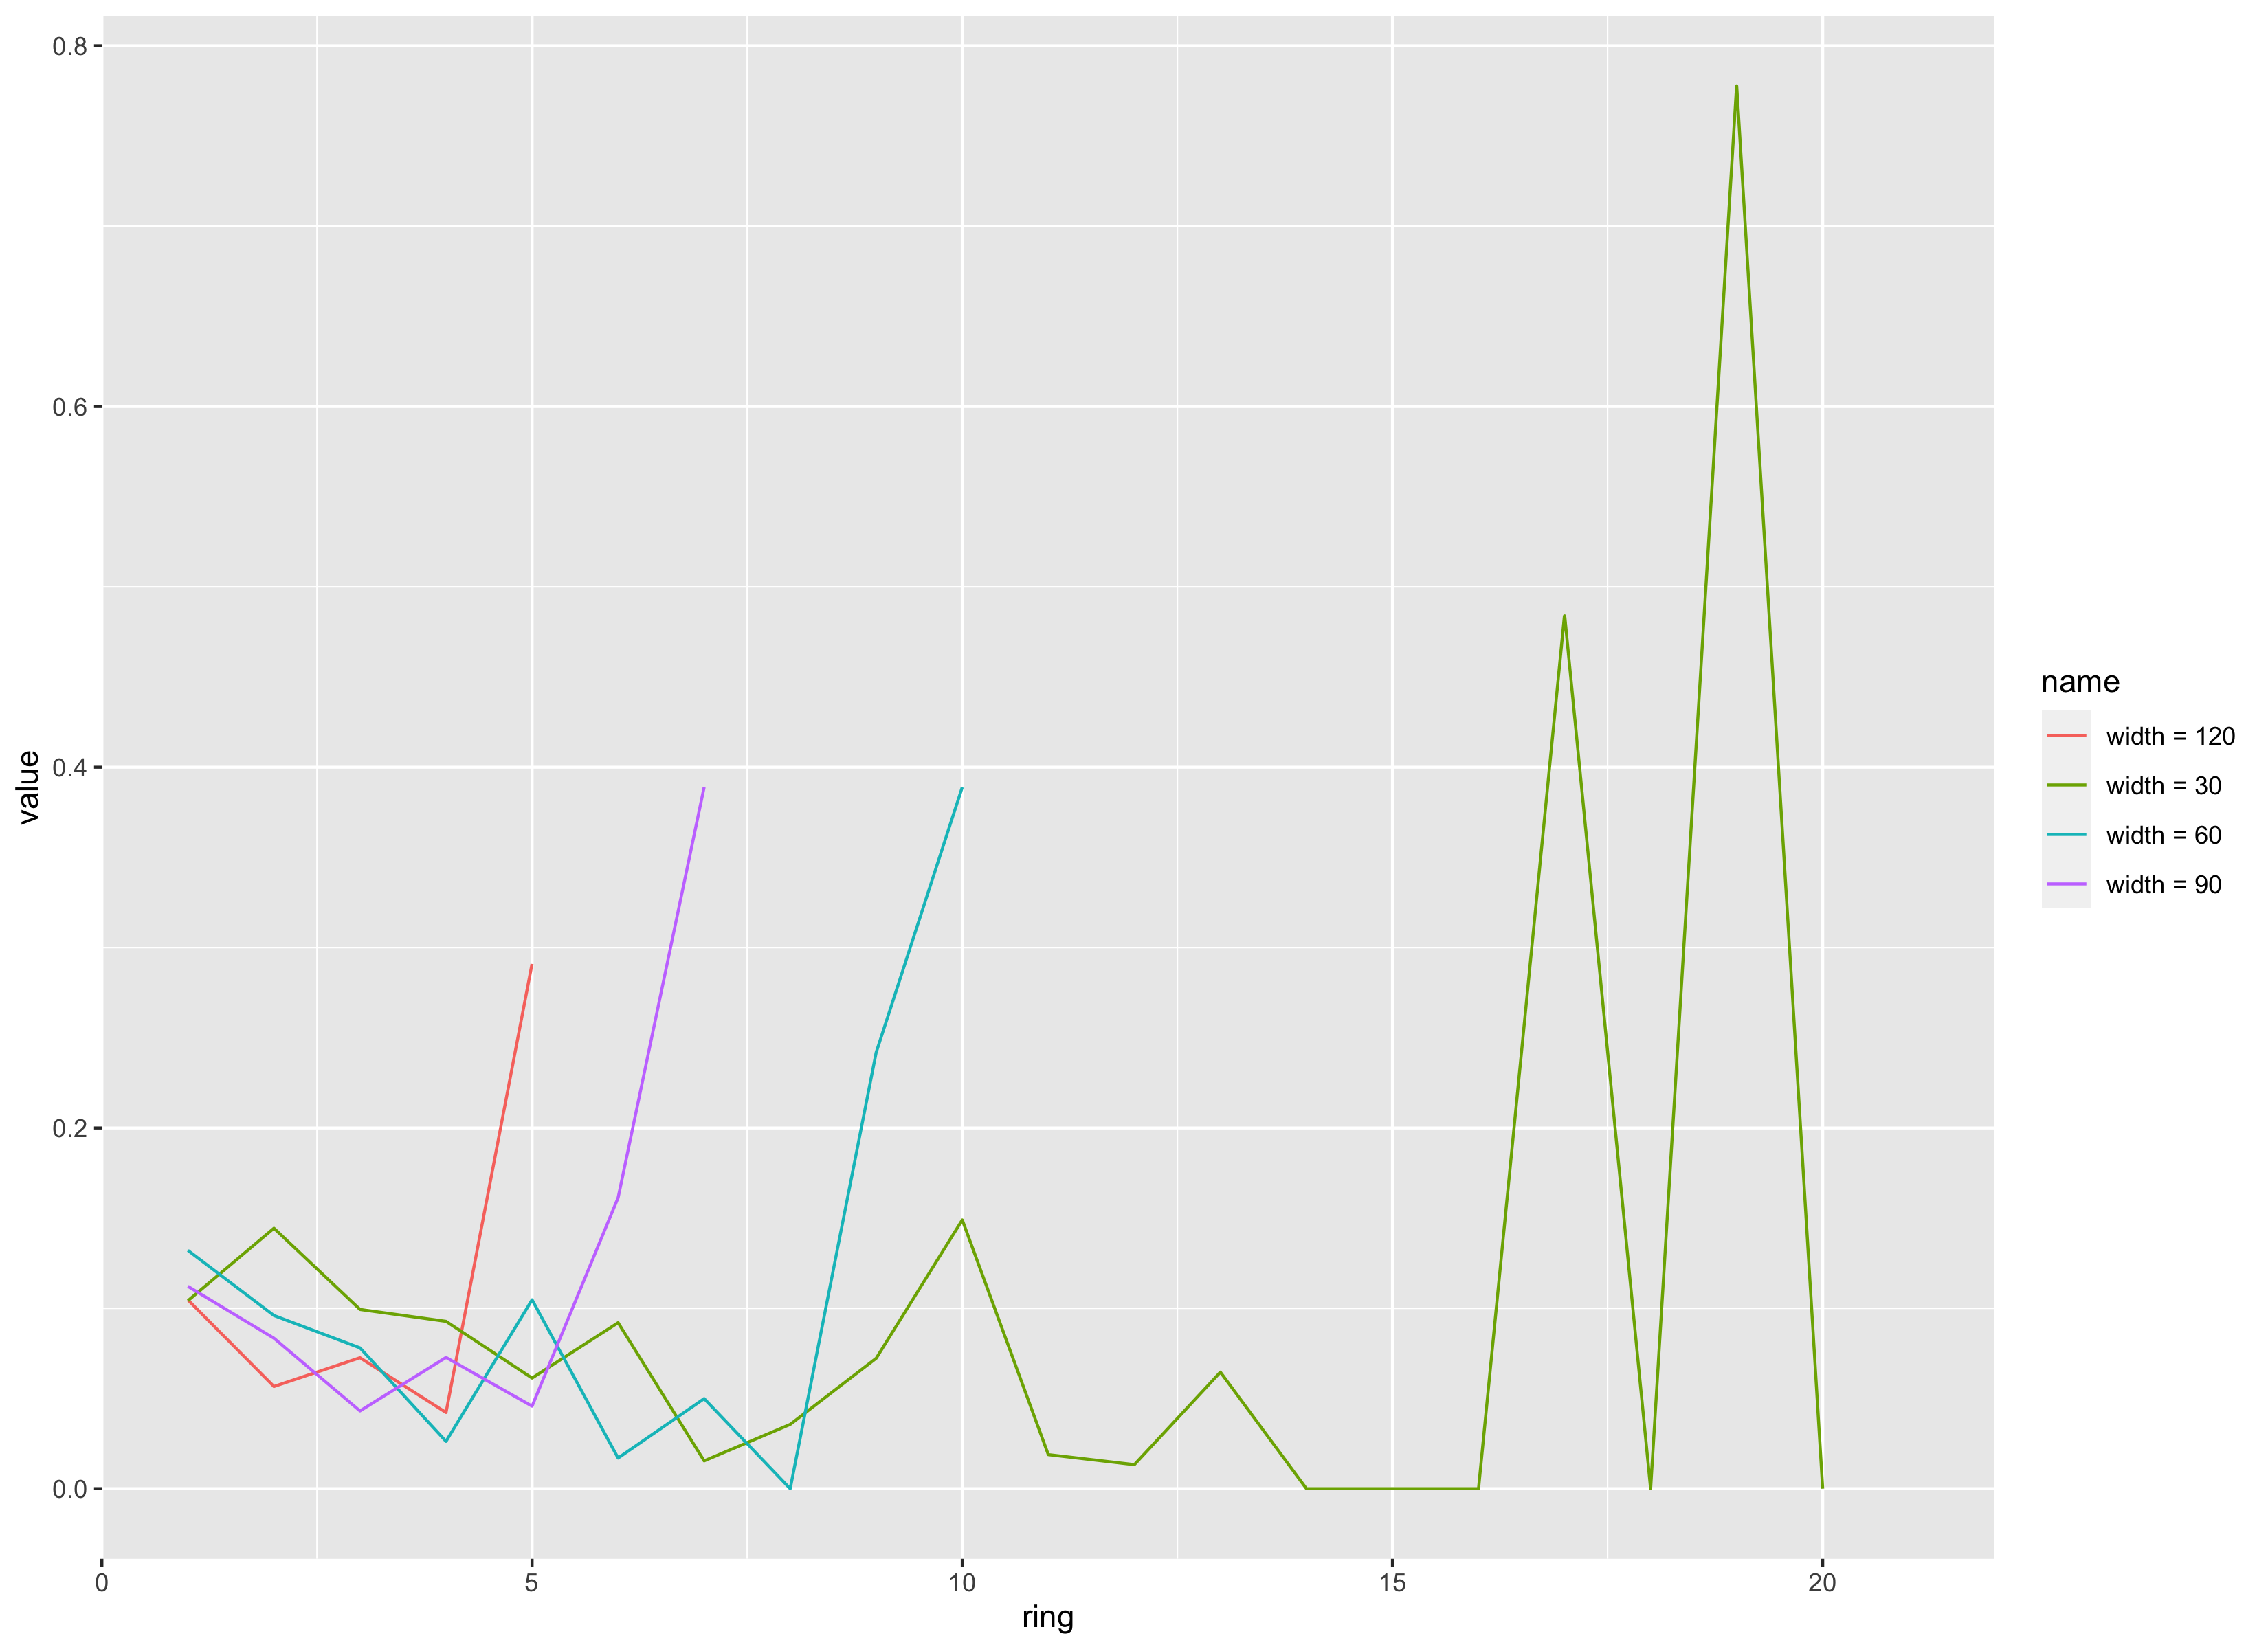 0.8
0.6
0.4
0.2
0.0
value
0
5
10
15
20
ring
name
width = 120
width = 30
width = 60
width = 90